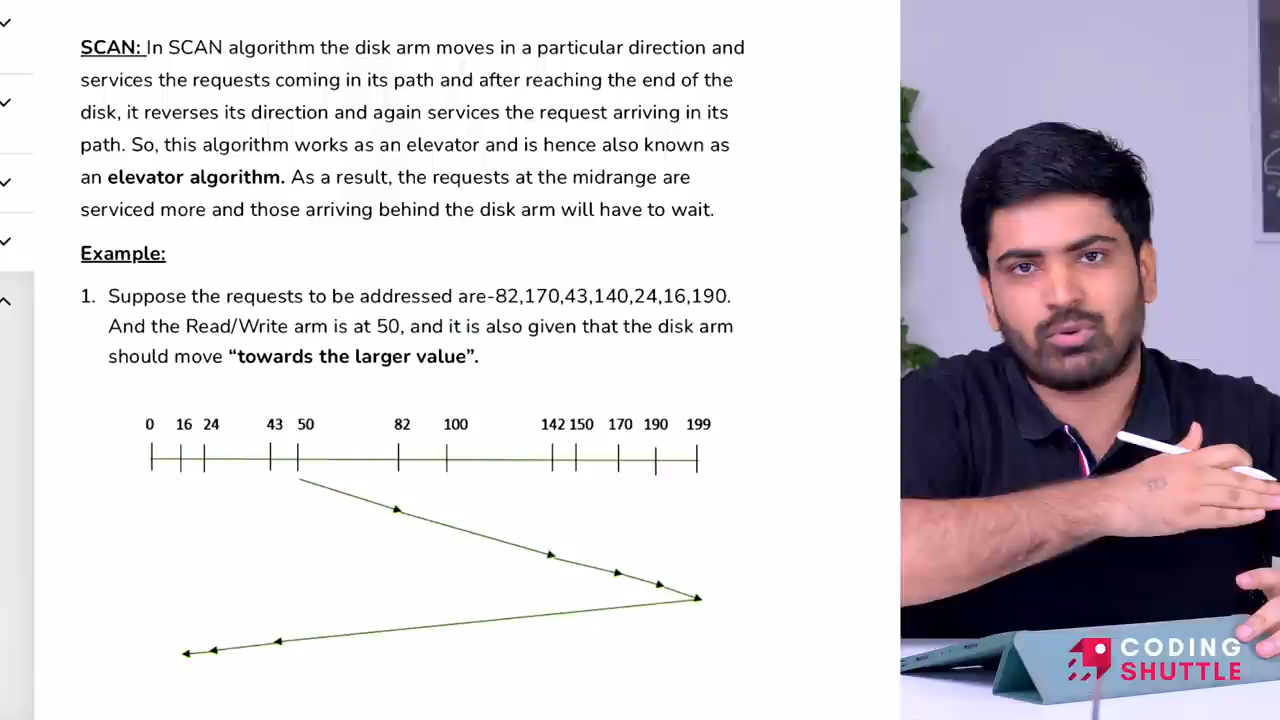 SCAN: In SCAN algorithm the disk arm moves in a particular direction and
services the requests coming in its path and after reaching the end of the
disk, it reverses its direction and again services the request arriving in its
path. So, this algorithm works as an elevator and is hence also known as
an elevator algorithm. As a result, the requests at the midrange are
serviced more and those arriving behind the disk arm will have to wait.
Example:
1. Suppose the requests to be addressed are-82,170,43,140,24,16,190.
And the Read/Write arm is at 50, and it is also given that the disk arm
should move “towards the larger value”.
0 16 24 43 50 82 100 142 150 170 190 199
CODING
SHUTTLE